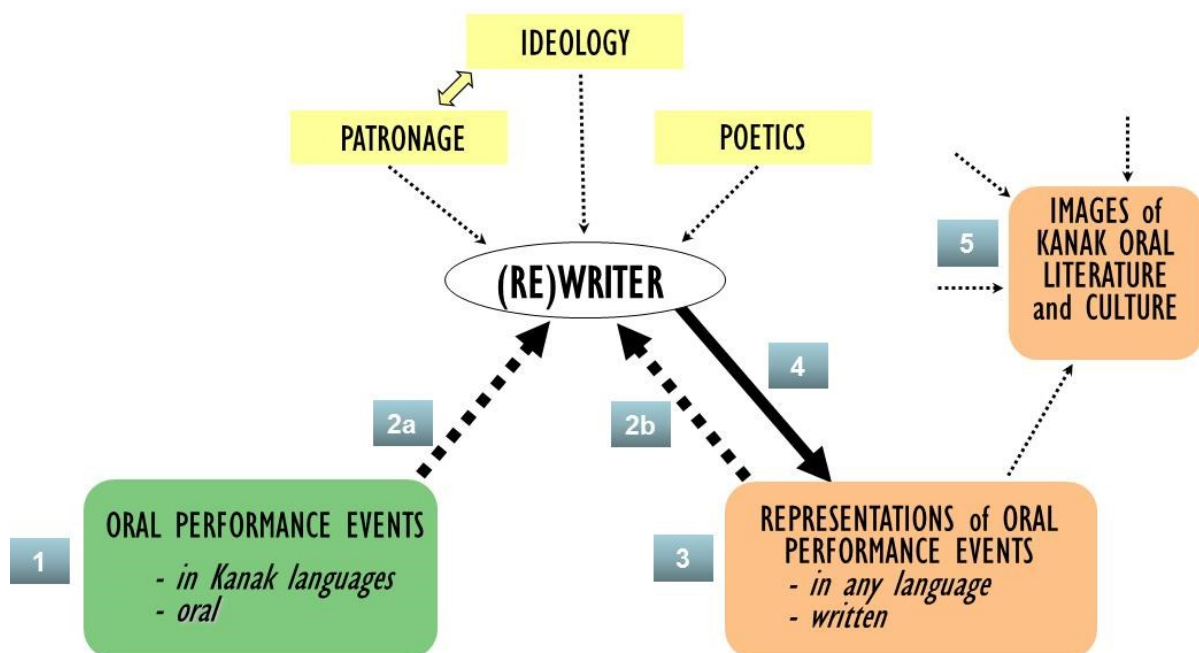 IDEOLOGY
PATRONAGE
POETICS
(RE)WRITER
5
IMAGES of
KANAK ORAL
LITERATURE
and CULTURE
4
2a
2b
1
ORAL PERFORMANCE EVENTS
- in Kanak languages
- oral
3
REPRESENTATIONS of ORAL
PERFORMANCE EVENTS
- in any language
- written